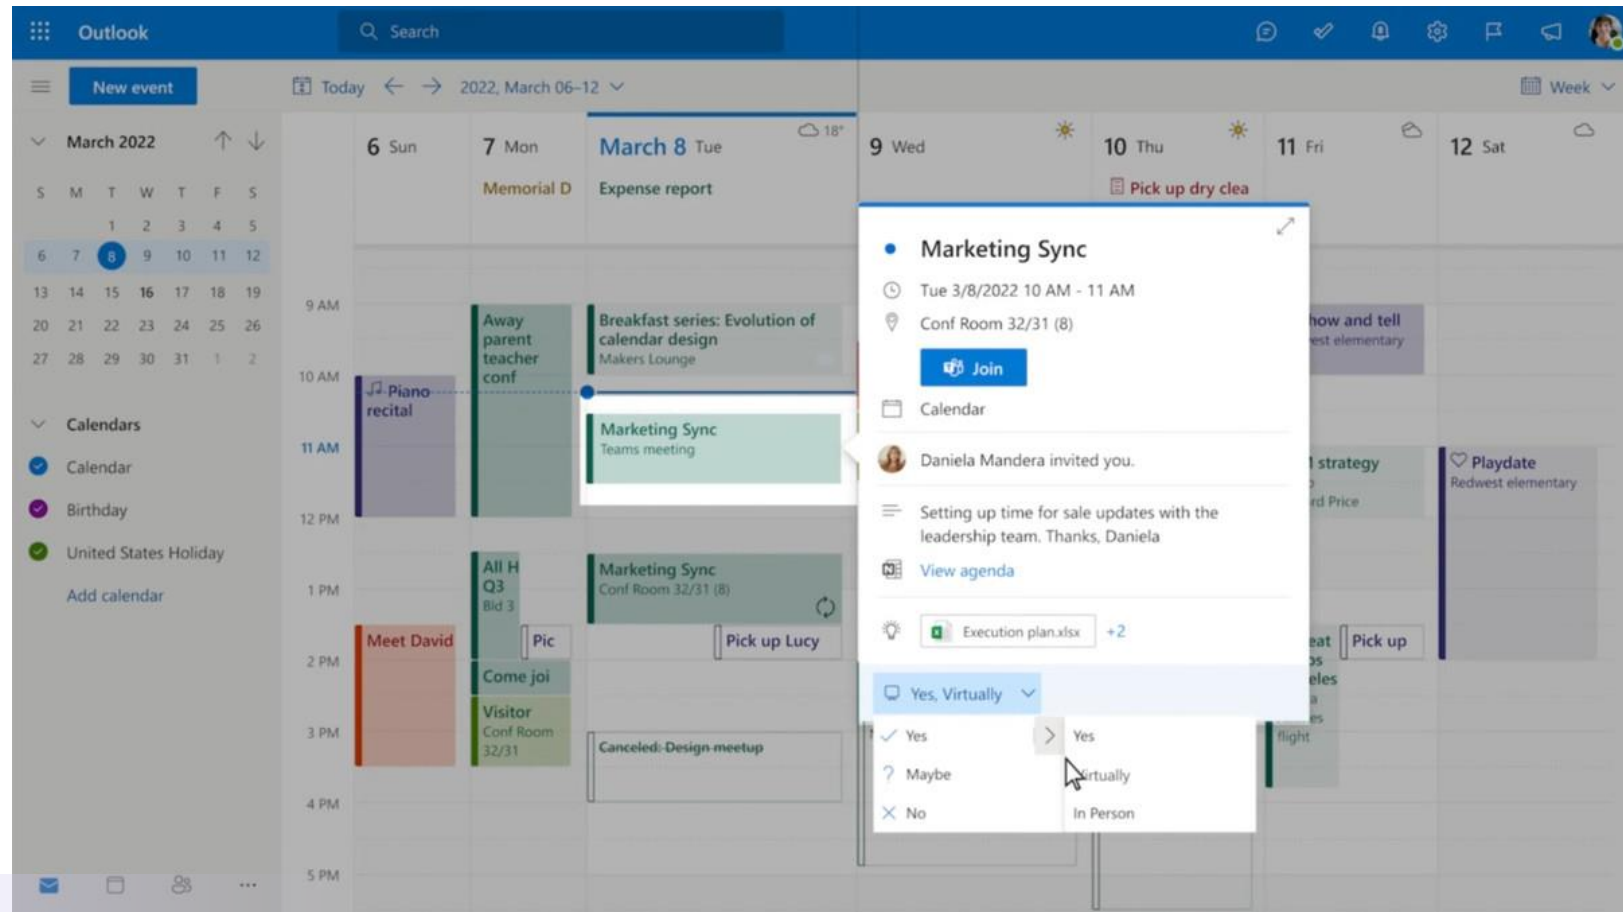 Outlook
Search
New event
Today
2022, March 06–12
Week
March 2022
S M T W T F S
1 2 3 4 5
6 7 8 9 10 11 12
13 14 15 16 17 18 19
20 21 22 23 24 25 26
27 28 29 30 31 1 2
Calendars
Calendar
Birthday
United States Holiday
Add calendar
6 Sun
7 Mon
March 8 Tue
18°
9 Wed
10 Thu
11 Fri
12 Sat
Memorial D
Expense report
Pick up dry clea
9 AM
10 AM
11 AM
12 PM
1 PM
2 PM
3 PM
4 PM
5 PM
Piano
recital
Meet David
Away
parent
teacher
conf
All H
Q3
Bld 3
Pic
Come joi
Visitor
Conf Room
32/31
Breakfast series: Evolution of
calendar design
Makers Lounge
Marketing Sync
Teams meeting
Marketing Sync
Conf Room 32/31 (8)
Pick up Lucy
Canceled: Design meetup
Marketing Sync
Tue 3/8/2022 10 AM - 11 AM
Conf Room 32/31 (8)
Join
Calendar
Daniela Mandera invited you.
Setting up time for sale updates with the
leadership team. Thanks, Daniela
View agenda
Execution plan.xlsx
+2
Yes, Virtually
Yes
Maybe
No
Yes
In Person
and tell
elementary
strategy
Price
Pick up
flight
Playdate
Redwest elementary